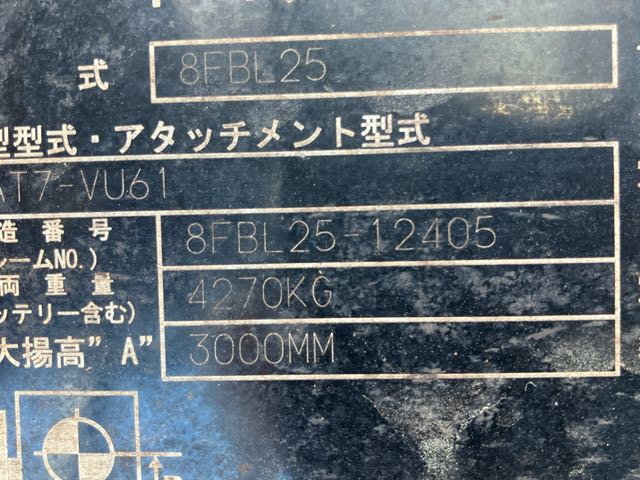 式 8FBL25
型型式・アタッチメント型式
AT7-VU61
造番号 8FBL25-12405
レームNO.)
両重量 4270KG
ッテリー含む)
大揚高"A" 3000MM